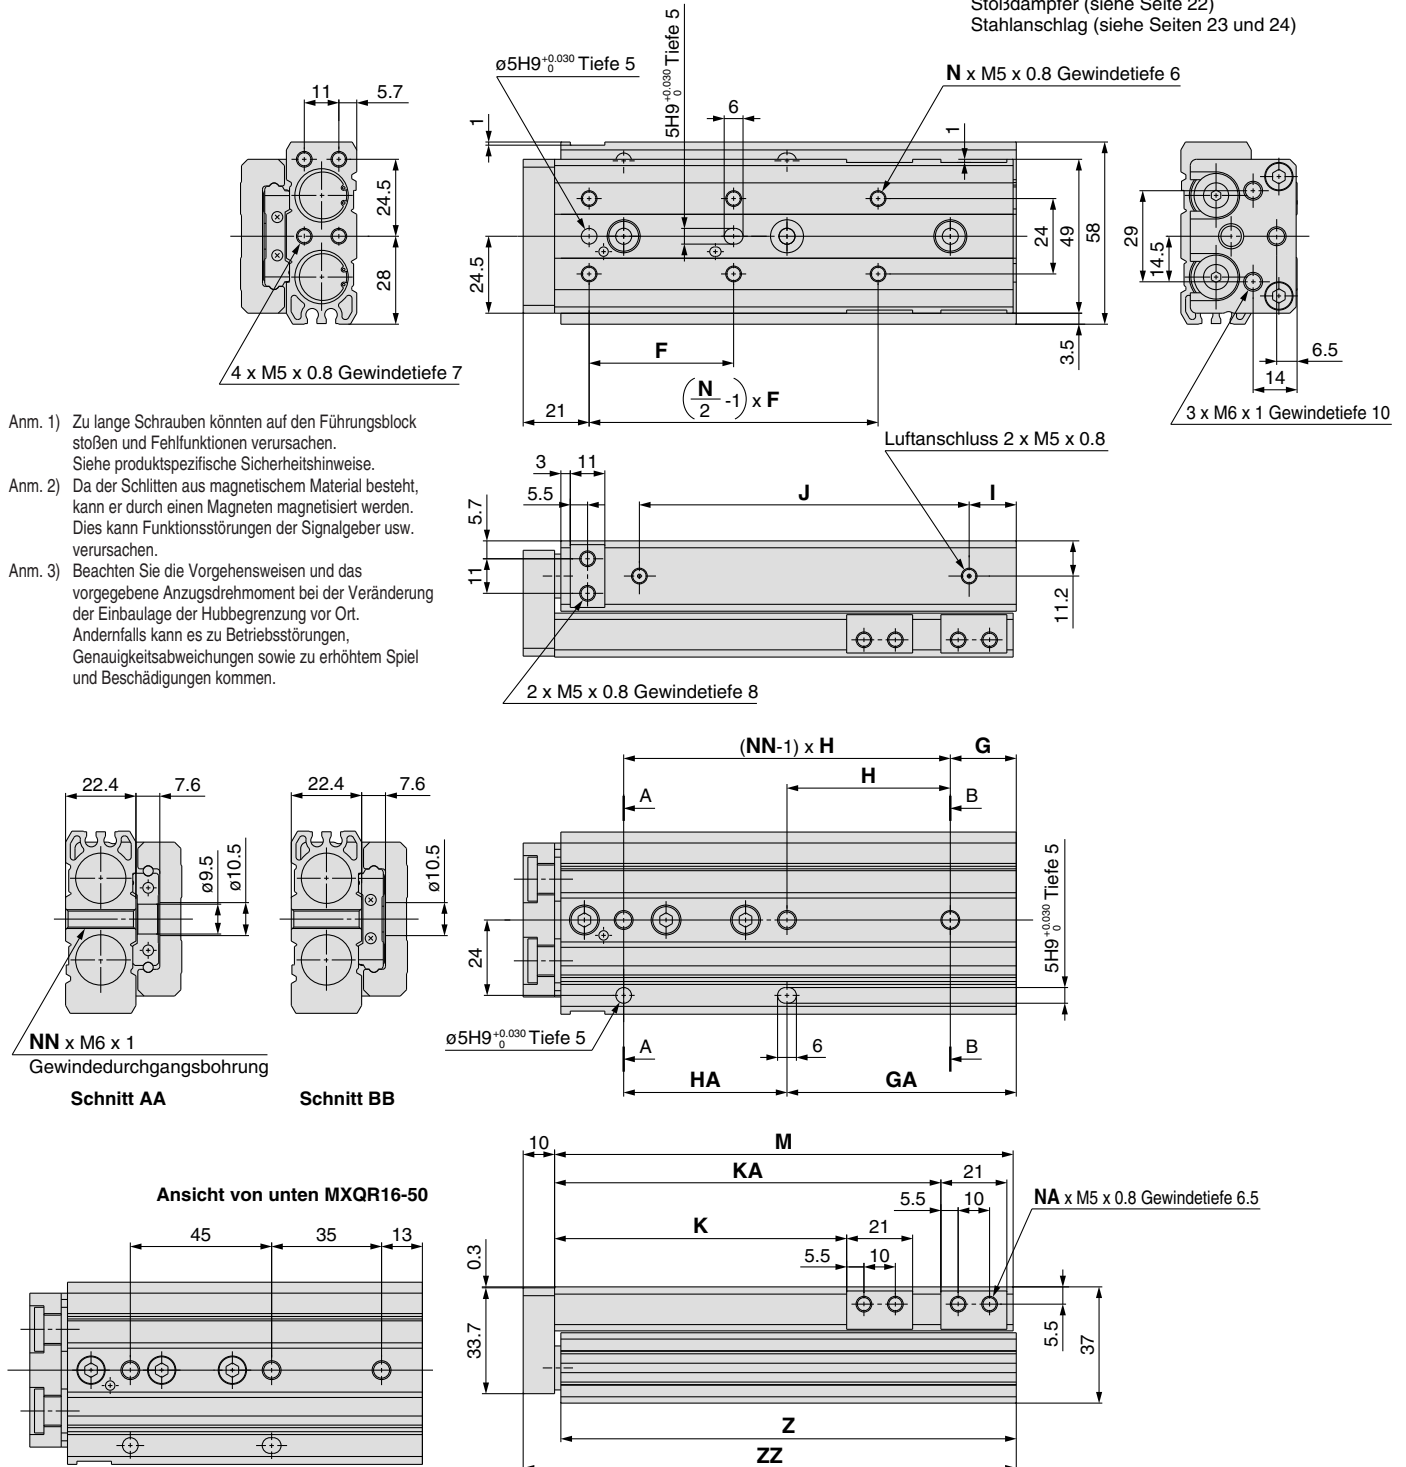 Stoßdämpfer (siehe Seite 22)
Stahlanschlag (siehe Seiten 23 und 24)
ø5H9 +0.030 0 Tiefe 5
5H9 +0.030 0 Tiefe 5
N x M5 x 0.8 Gewindetiefe 6
11
5.7
1
6
1
24.5
28
24.5
24
49
58
3.5
29
14.5
6.5
14
4 x M5 x 0.8 Gewindetiefe 7
F
(N/2 -1) x F
21
3 x M6 x 1 Gewindetiefe 10
Anm. 1) Zu lange Schrauben könnten auf den Führungsblock
stoßen und Fehlfunktionen verursachen.
Siehe produktspezifische Sicherheitshinweise.
Anm. 2) Da der Schlitten aus magnetischem Material besteht,
kann er durch einen Magneten magnetisiert werden.
Dies kann Funktionsstörungen der Signalgeber usw.
verursachen.
Anm. 3) Beachten Sie die Vorgehensweisen und das
vorgegebene Anzugsdrehmoment bei der Veränderung
der Einbaulage der Hubbegrenzung vor Ort.
Andernfalls kann es zu Betriebsstörungen,
Genauigkeitsabweichungen sowie zu erhöhtem Spiel
und Beschädigungen kommen.
Luftanschluss 2 x M5 x 0.8
3
11
5.5
5.7
11
J
I
11.2
2 x M5 x 0.8 Gewindetiefe 8
22.4
7.6
ø9.5
ø10.5
NN x M6 x 1
Gewindedurchgangsbohrung
Schnitt AA
22.4
7.6
ø10.5
Schnitt BB
(NN-1) x H
G
H
A
B
24
5H9 +0.030 0 Tiefe 5
ø5H9 +0.030 0 Tiefe 5
A
6
B
HA
GA
Ansicht von unten MXQR16-50
45
35
13
10
M
KA
21
5.5
10
NA x M5 x 0.8 Gewindetiefe 6.5
K
21
5.5
10
0.3
33.7
5.5
37
Z
ZZ